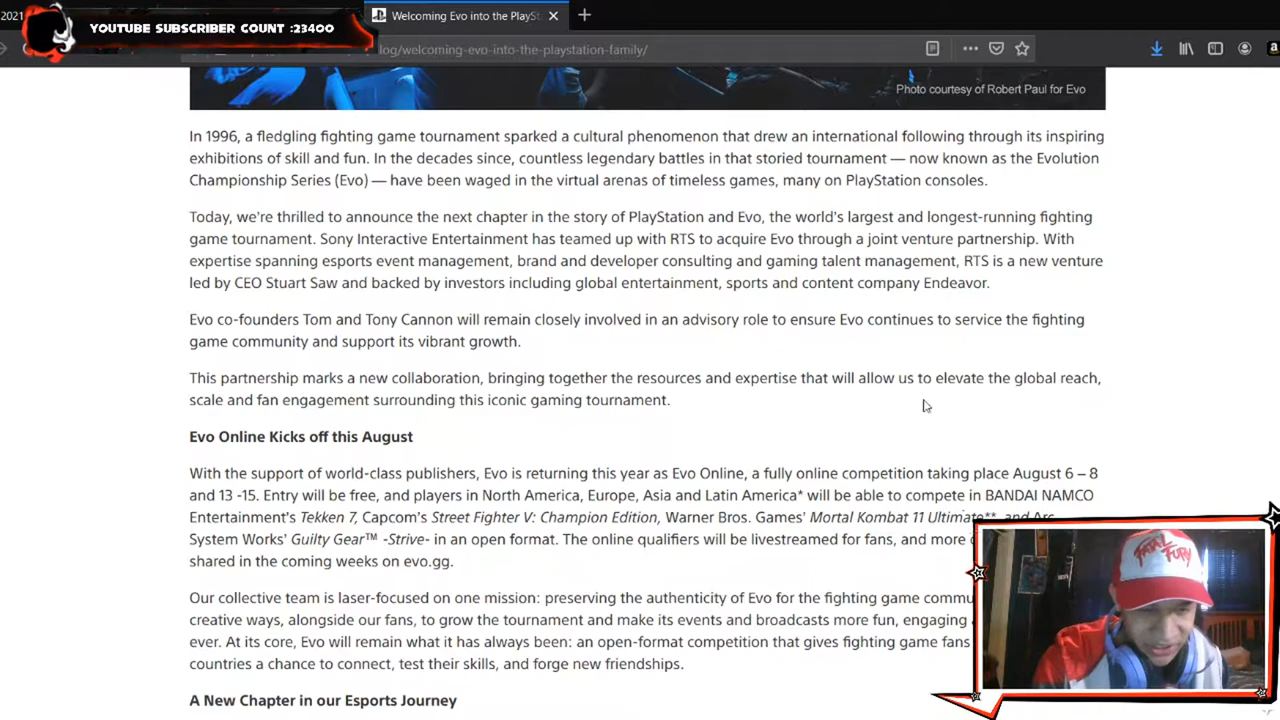 2021
YOUTUBE SUBSCRIBER COUNT :23400
Welcoming Evo into the PlaySt
log/welcoming-evo-into-the-playstation-family/
Photo courtesy of Robert Paul for Evo
In 1996, a fledgling fighting game tournament sparked a cultural phenomenon that drew an international following through its inspiring
exhibitions of skill and fun. In the decades since, countless legendary battles in that storied tournament — now known as the Evolution
Championship Series (Evo) — have been waged in the virtual arenas of timeless games, many on PlayStation consoles.
Today, we're thrilled to announce the next chapter in the story of PlayStation and Evo, the world's largest and longest-running fighting
game tournament. Sony Interactive Entertainment has teamed up with RTS to acquire Evo through a joint venture partnership. With
expertise spanning esports event management, brand and developer consulting and gaming talent management, RTS is a new venture
led by CEO Stuart Saw and backed by investors including global entertainment, sports and content company Endeavor.
Evo co-founders Tom and Tony Cannon will remain closely involved in an advisory role to ensure Evo continues to service the fighting
game community and support its vibrant growth.
This partnership marks a new collaboration, bringing together the resources and expertise that will allow us to elevate the global reach,
scale and fan engagement surrounding this iconic gaming tournament.
Evo Online Kicks off this August
With the support of world-class publishers, Evo is returning this year as Evo Online, a fully online competition taking place August 6 – 8
and 13 -15. Entry will be free, and players in North America, Europe, Asia and Latin America* will be able to compete in BANDAI NAMCO
Entertainment's Tekken 7, Capcom's Street Fighter V: Champion Edition, Warner Bros. Games' Mortal Kombat 11 Ultimate** and Arc
System Works' Guilty Gear™ -Strive- in an open format. The online qualifiers will be livestreamed for fans, and more
shared in the coming weeks on evo.gg.
Our collective team is laser-focused on one mission: preserving the authenticity of Evo for the fighting game commu
creative ways, alongside our fans, to grow the tournament and make its events and broadcasts more fun, engaging
ever. At its core, Evo will remain what it has always been: an open-format competition that gives fighting game fans
countries a chance to connect, test their skills, and forge new friendships.
A New Chapter in our Esports Journey
FATAL
FURY